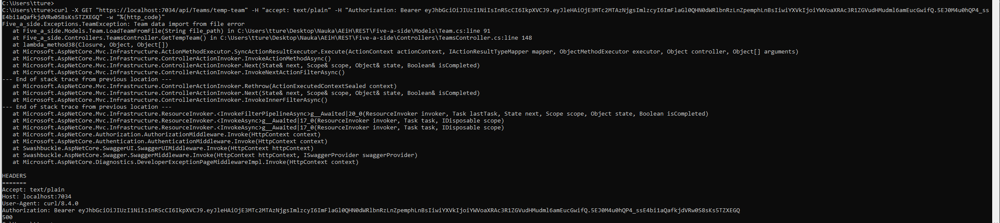 C:\Users\tture>
C:\Users\tture>curl -X GET "https://localhost:7034/api/Teams/temp-team" -H "accept: text/plain" -H "Authorization: Bearer eyJhbGciOiJIUzI1NiIsInR5cCI6IkpXVCJ9.eyJleHAiOjE3MTc2MTAzNjgsImlzcyI6ImFlaGl0QHN0dWRlbnRzLnZpemphLnBsIiwiYXVkIjoiYWVoaXRAc3R1ZGVudHMudml6amEucGwifQ.5EJ0M4u0hQP4_ss
E4bi1aQafkjdVRw0S8sKs5TZXEGQ" -w "%{http_code}"
Five_a_side.Exceptions.TeamException: Team data import from file error
   at Five_a_side.Models.Team.LoadTeamFromFile(String file_path) in C:\Users\tture\Desktop\Nauka\AEiH\REST\Five-a-side\Models\Team.cs:line 91
   at Five_a_side.Controllers.TeamsController.GetTempTeam() in C:\Users\tture\Desktop\Nauka\AEiH\REST\Five-a-side\Controllers\TeamsController.cs:line 148
   at lambda_method38(Closure, Object, Object[])
   at Microsoft.AspNetCore.Mvc.Infrastructure.ActionMethodExecutor.SyncActionResultExecutor.Execute(ActionContext actionContext, IActionResultTypeMapper mapper, ObjectMethodExecutor executor, Object controller, Object[] arguments)
   at Microsoft.AspNetCore.Mvc.Infrastructure.ControllerActionInvoker.InvokeActionMethodAsync()
   at Microsoft.AspNetCore.Mvc.Infrastructure.ControllerActionInvoker.Next(State& next, Scope& scope, Object& state, Boolean& isCompleted)
   at Microsoft.AspNetCore.Mvc.Infrastructure.ControllerActionInvoker.InvokeNextActionFilterAsync()
--- End of stack trace from previous location ---
   at Microsoft.AspNetCore.Mvc.Infrastructure.ControllerActionInvoker.Rethrow(ActionExecutedContextSealed context)
   at Microsoft.AspNetCore.Mvc.Infrastructure.ControllerActionInvoker.Next(State& next, Scope& scope, Object& state, Boolean& isCompleted)
   at Microsoft.AspNetCore.Mvc.Infrastructure.ControllerActionInvoker.InvokeInnerFilterAsync()
--- End of stack trace from previous location ---
   at Microsoft.AspNetCore.Mvc.Infrastructure.ResourceInvoker.<InvokeFilterPipelineAsync>g__Awaited|20_0(ResourceInvoker invoker, Task lastTask, State next, Scope scope, Object state, Boolean isCompleted)
   at Microsoft.AspNetCore.Mvc.Infrastructure.ResourceInvoker.<InvokeAsync>g__Awaited|17_0(ResourceInvoker invoker, Task task, IDisposable scope)
   at Microsoft.AspNetCore.Mvc.Infrastructure.ResourceInvoker.<InvokeAsync>g__Awaited|17_0(ResourceInvoker invoker, Task task, IDisposable scope)
   at Microsoft.AspNetCore.Authorization.AuthorizationMiddleware.Invoke(HttpContext context)
   at Microsoft.AspNetCore.Authentication.AuthenticationMiddleware.Invoke(HttpContext context)
   at Swashbuckle.AspNetCore.SwaggerUI.SwaggerUIMiddleware.Invoke(HttpContext httpContext)
   at Swashbuckle.AspNetCore.Swagger.SwaggerMiddleware.Invoke(HttpContext httpContext, ISwaggerProvider swaggerProvider)
   at Microsoft.AspNetCore.Diagnostics.DeveloperExceptionPageMiddlewareImpl.Invoke(HttpContext context)
HEADERS
=======
Accept: text/plain
Host: localhost:7034
User-Agent: curl/8.4.0
Authorization: Bearer eyJhbGciOiJIUzI1NiIsInR5cCI6IkpXVCJ9.eyJleHAiOjE3MTc2MTAzNjgsImlzcyI6ImFlaGl0QHN0dWRlbnRzLnZpemphLnBsIiwiYXVkIjoiYWVoaXRAc3R1ZGVudHMudml6amEucGwifQ.5EJ0M4u0hQP4_ssE4bi1aQafkjdVRw0S8sKs5TZXEGQ
500